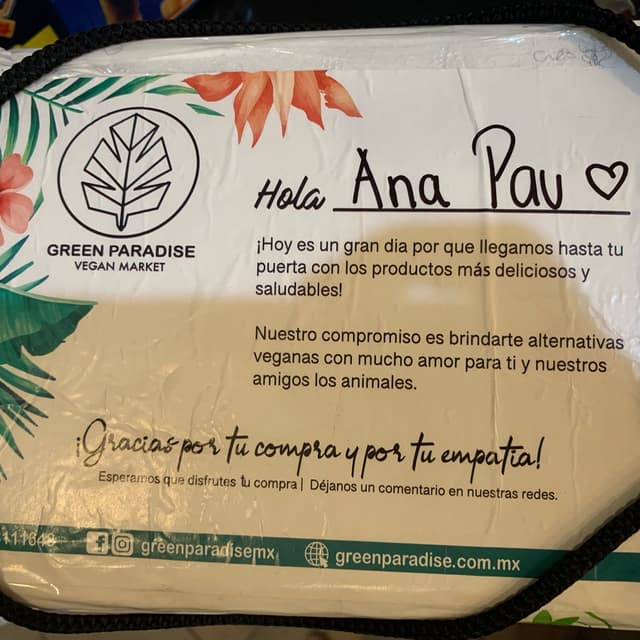 GREEN PARADISE
VEGAN MARKET
Hola Ana Pau
¡Hoy es un gran dia por que llegamos hasta tu
puerta con los productos más deliciosos y
saludables!
Nuestro compromiso es brindarte alternativas
veganas con mucho amor para ti y nuestros
amigos los animales.
¡Gracias por tu compra y por tu empatia!
Esperamos que disfrutes tu compra | Déjanos un comentario en nuestras redes.
greenparadisemx
greenparadise.com.mx